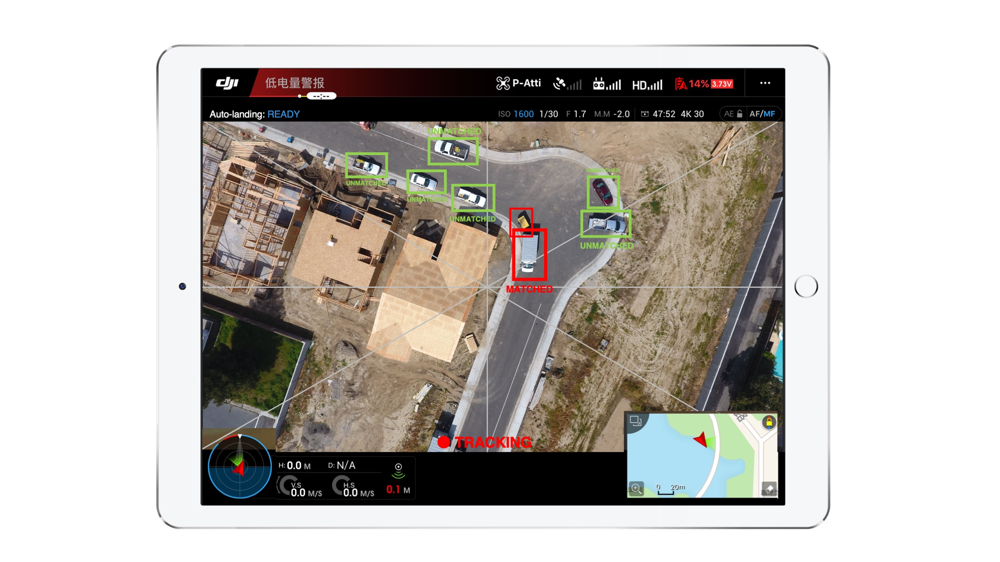 dji
低电量警报
--:--
P-Atti
HD
14%
3.73V
Auto-landing: READY
ISO 1600 1/30 F 1.7 M.M -2.0 47:52 4K 30
AE AF/MF
UNMATCHED
UNMATCHED
UNMATCHED
UNMATCHED
UNMATCHED
UNMATCHED
MATCHED
TRACKING
H: 0.0 M
D: N/A
V.S
0.0 M/S
H.S
0.0 M/S
0.1 M
路
0 20m